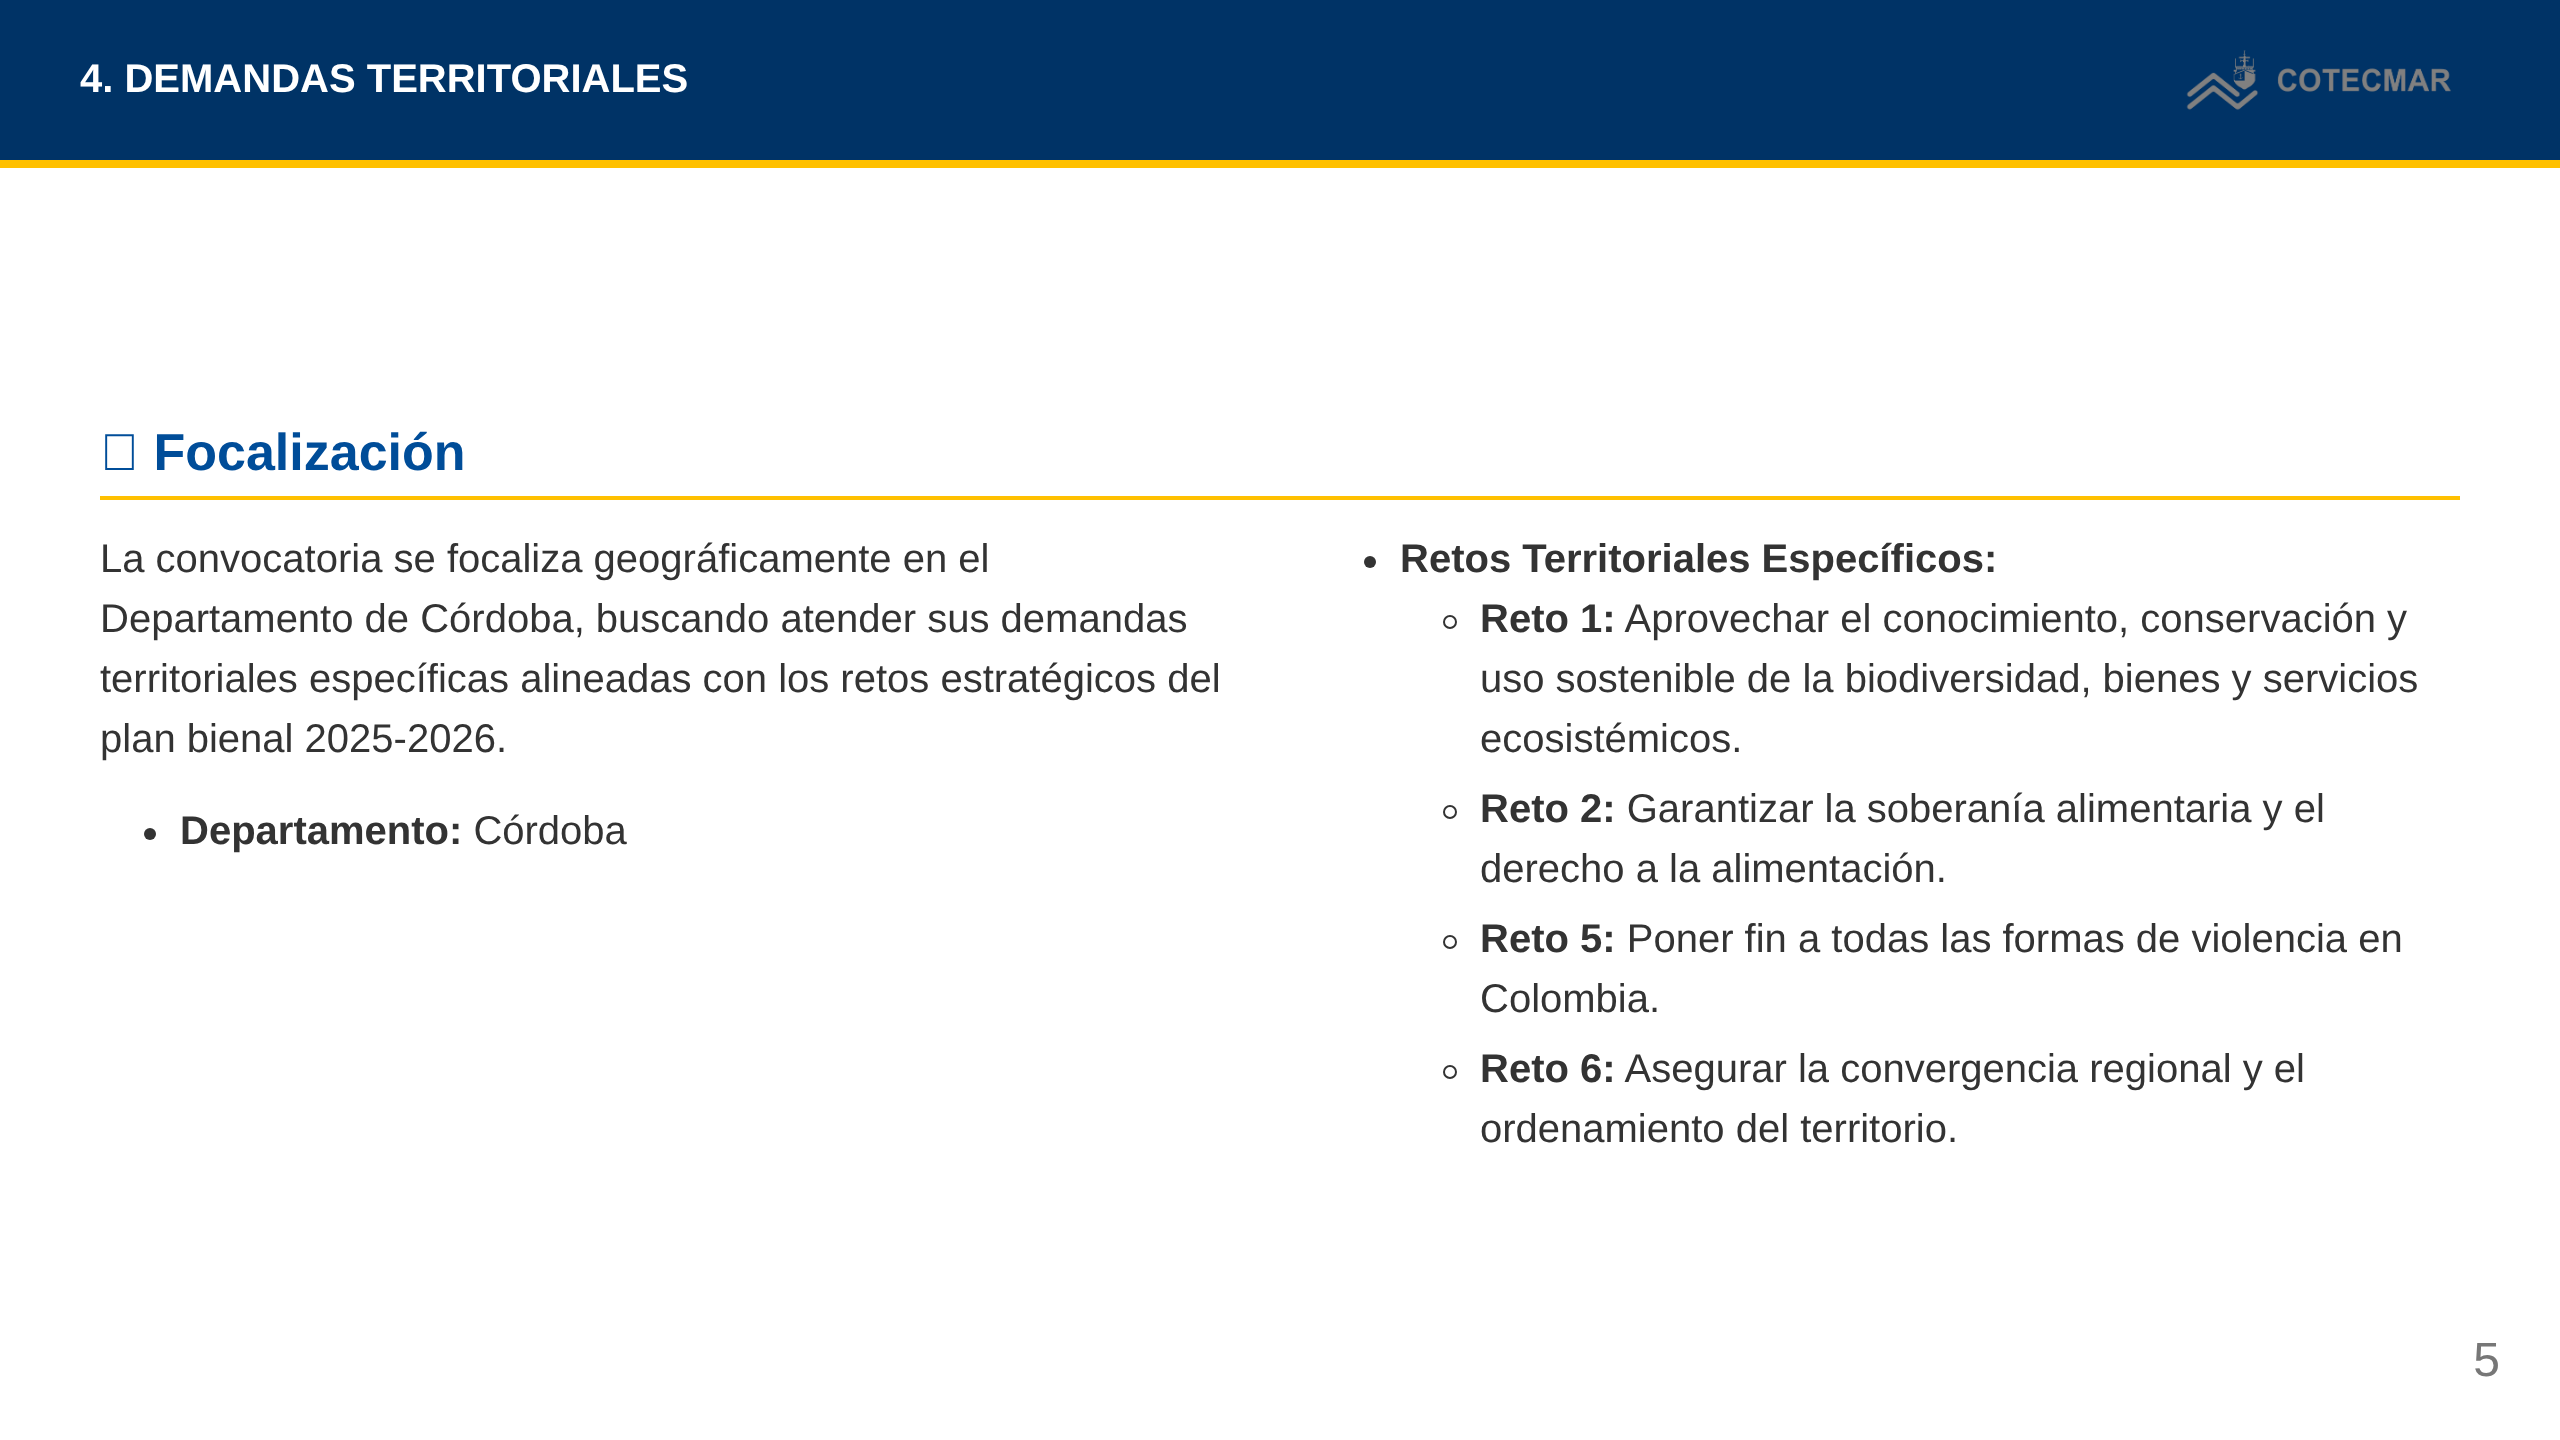 4. DEMANDAS TERRITORIALES
COTECMAR
Focalización
La convocatoria se focaliza geográficamente en el
Departamento de Córdoba, buscando atender sus demandas
territoriales específicas alineadas con los retos estratégicos del
plan bienal 2025-2026.
• Departamento: Córdoba
• Retos Territoriales Específicos:
◦ Reto 1: Aprovechar el conocimiento, conservación y
uso sostenible de la biodiversidad, bienes y servicios
ecosistémicos.
◦ Reto 2: Garantizar la soberanía alimentaria y el
derecho a la alimentación.
◦ Reto 5: Poner fin a todas las formas de violencia en
Colombia.
◦ Reto 6: Asegurar la convergencia regional y el
ordenamiento del territorio.
5